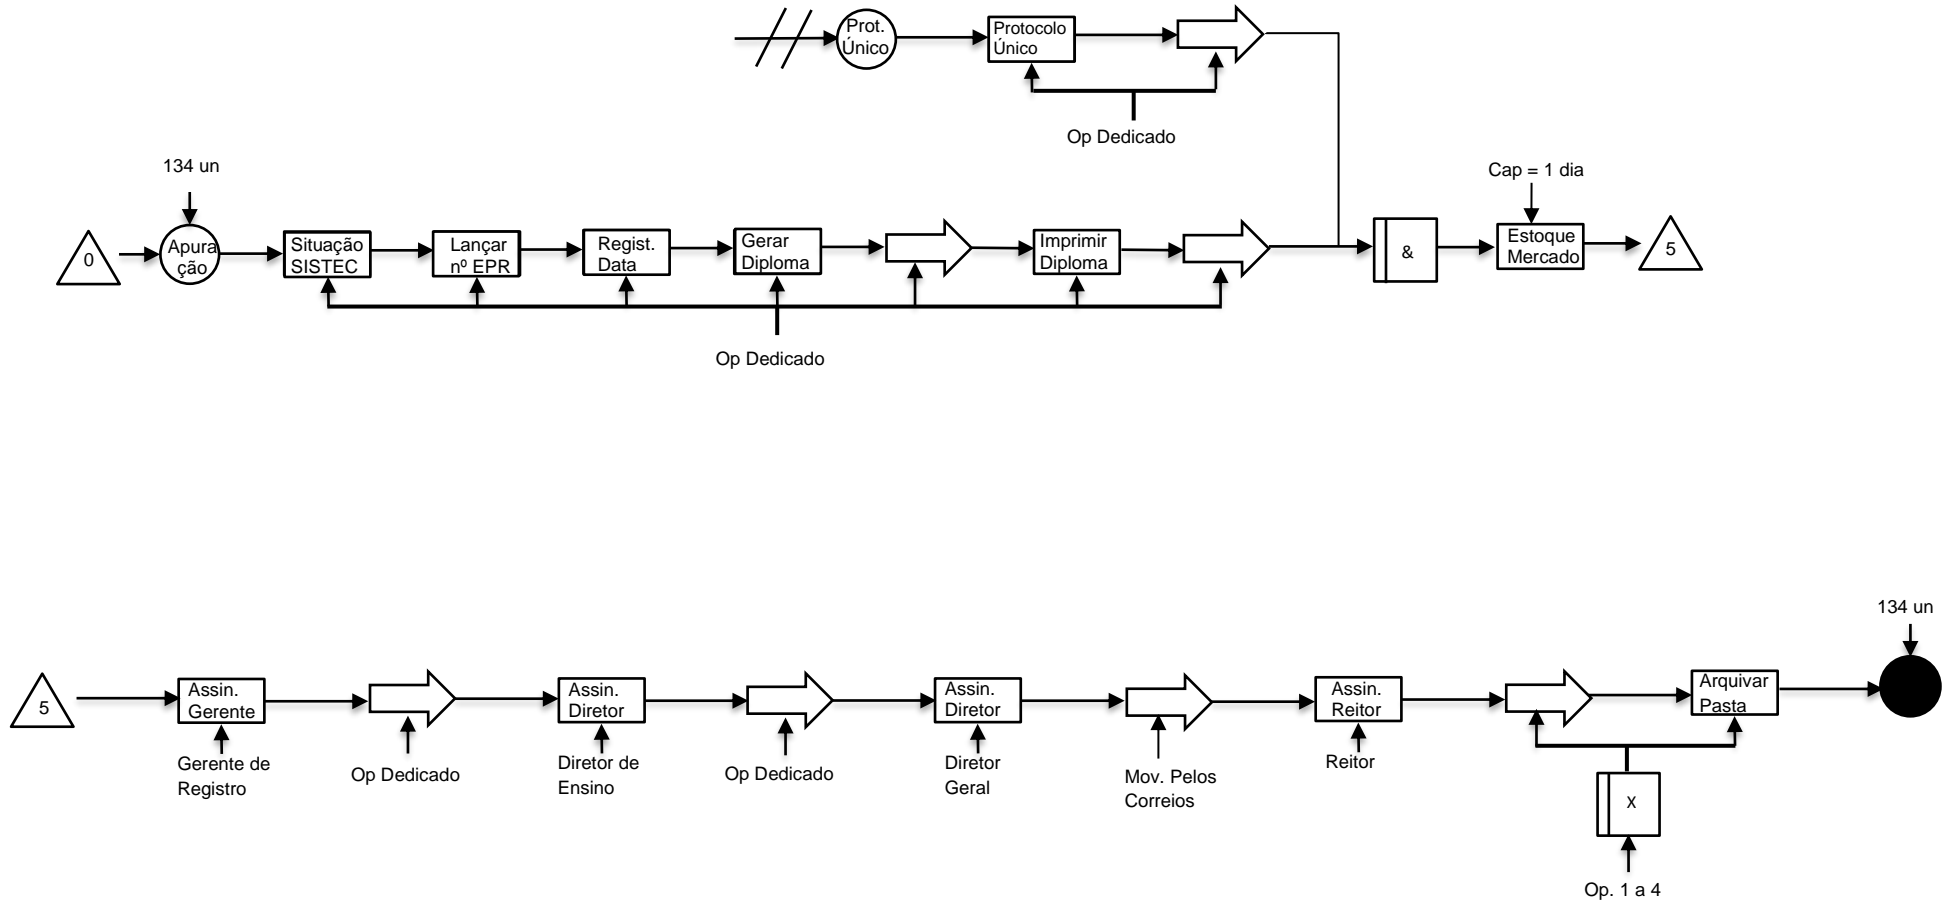 Prot.
Único
Protocolo
Único
Op Dedicado
134 un
Cap = 1 dia
0
Apura
ção
Situação
SISTEC
Lançar
nº EPR
Regist.
Data
Gerar
Diploma
Imprimir
Diploma
&
Estoque
Mercado
5
Op Dedicado
134 un
5
Assin.
Gerente
Assin.
Diretor
Assin.
Diretor
Assin.
Reitor
Arquivar
Pasta
Gerente de
Registro
Op Dedicado
Diretor de
Ensino
Op Dedicado
Diretor
Geral
Mov. Pelos
Correios
Reitor
X
Op. 1 a 4